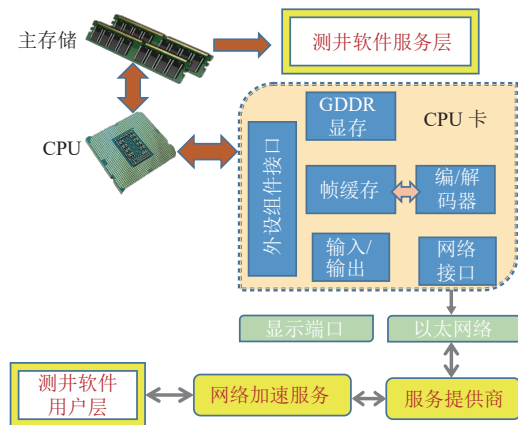 主存储
测井软件服务层
CPU
GDDR
显存
CPU 卡
外设组件接口
帧缓存
编/解
码器
输入/
输出
网络
接口
显示端口
以太网络
测井软件
用户层
网络加速服务
服务提供商